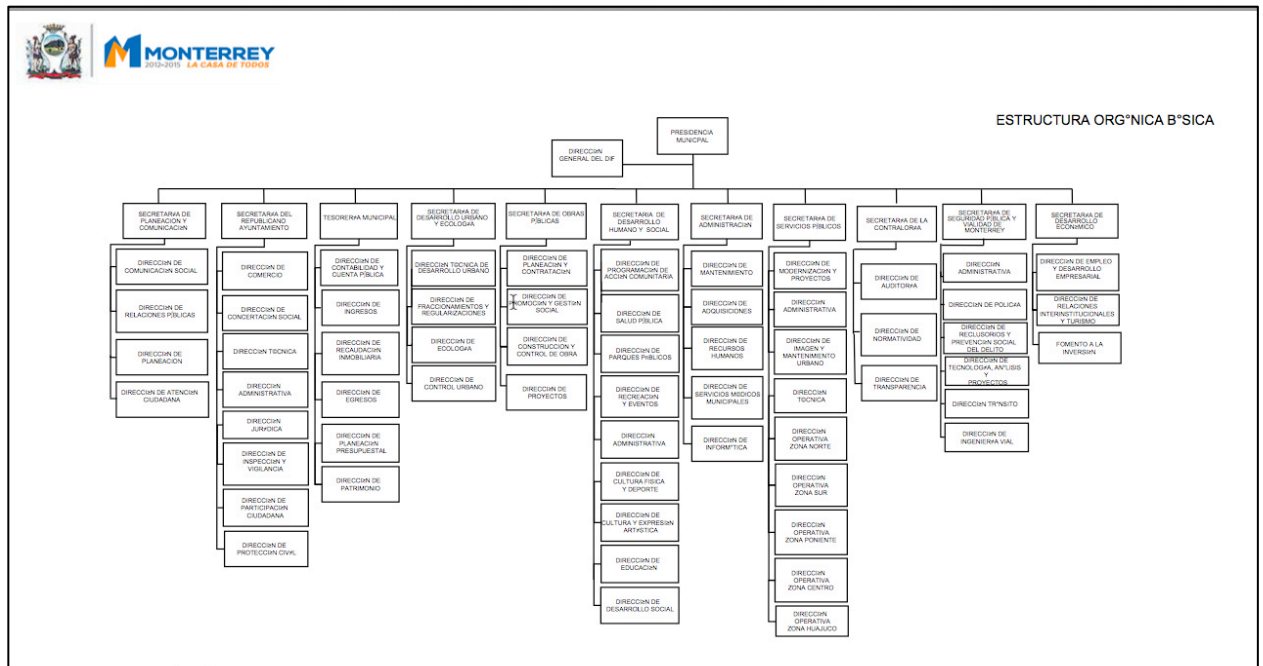 MONTERREY
2012-2015 LA CASA DE TODOS
ESTRUCTURA ORG°NICA B°SICA
PRESIDENCIA
MUNICPAL
DIRECCI≥N
GENERAL DEL DIF
SECRETAR#A DE
PLANEACION Y
COMUNICACI≥N
DIRECCI≥N DE
COMUNICACI≥N SOCIAL
DIRECCI≥N DE
RELACIONES P∫BLICAS
DIRECCI≥N DE
PLANEACION
DIRECCI≥N DE ATENCI≥N
CIUDADANA
SECRETAR#A DEL
REPUBLICANO
AYUNTAMIENTO
DIRECCI≥N DE
COMERCIO
DIRECCI≥N DE
CONCERTACI≥N SOCIAL
DIRECCI≥N T©CNICA
DIRECCI≥N
ADMINISTRATIVA
DIRECCI≥N
JUR#DICA
DIRECCI≥N DE
INSPECCI≥N Y
VIGILANCIA
DIRECCI≥N DE
PARTICIPACI≥N
CIUDADANA
DIRECCI≥N DE
PROTECCI≥N CIV#L
TESORER#A MUNICIPAL
DIRECCI≥N DE
CONTABILIDAD Y
CUENTA P∫BLICA
DIRECCI≥N DE
INGRESOS
DIRECCI≥N DE
RECAUDACI≥N
INMOBILIARIA
DIRECCI≥N DE
EGRESOS
DIRECCI≥N DE
PLANEACI≥N
PRESUPUESTAL
DIRECCI≥N DE
PATRIMONIO
SECRETAR#A DE
DESARROLLO URBANO
Y ECOLOG#A
DIRECCI≥N T©CNICA DE
DESARROLLO URBANO
DIRECCI≥N DE
FRACCIONAMIENTOS Y
REGULARIZACIONES
DIRECCI≥N DE
ECOLOG#A
DIRECCI≥N DE
CONTROL URBANO
SECRETAR#A DE OBRAS
P∫BLICAS
DIRECCI≥N DE
PLANEACI≥N Y
CONTRATACI≥N
DIRECCI≥N DE
PROMOCI≥N Y GESTI≥N
SOCIAL
DIRECCI≥N DE
CONSTRUCCION Y
CONTROL DE OBRA
DIRECCI≥N DE
PROYECTOS
SECRETARIA DE
DESARROLLO
HUMANO Y SOCIAL
DIRECCI≥N DE
PROGRAMACI≥N DE
ACCI≥N COMUNITARIA
DIRECCI≥N DE
SALUD P∫BLICA
DIRECCI≥N DE
PARQUES P∫BLICOS
DIRECCI≥N DE
RECREACI≥N
Y EVENTOS
DIRECCI≥N
ADMINISTRATIVA
DIRECCI≥N DE
CULTURA FISICA
Y DEPORTE
DIRECCI≥N DE
CULTURA Y EXPRESI≥N
ART#STICA
DIRECCI≥N DE
EDUCACI≥N
DIRECCI≥N DE
DESARROLLO SOCIAL
SECRETAR#A DE
ADMINISTRACI≥N
DIRECCI≥N DE
MANTENIMIENTO
DIRECCI≥N DE
ADQUISICIONES
DIRECCI≥N DE
RECURSOS
HUMANOS
DIRECCI≥N DE
SERVICIOS M©DICOS
MUNICIPALES
DIRECCI≥N DE
INFORM°TICA
SECRETAR#A DE
SERVICIOS P∫BLICOS
DIRECCI≥N DE
MODERNIZACI≥N Y
PROYECTOS
DIRECCI≥N
ADMINISTRATIVA
DIRECCI≥N DE
IMAGEN Y
MANTENIMIENTO
URBANO
DIRECCI≥N
T©CNICA
DIRECCI≥N
OPERATIVA
ZONA NORTE
DIRECCI≥N
OPERATIVA
ZONA SUR
DIRECCI≥N
OPERATIVA
ZONA PONIENTE
DIRECCI≥N
OPERATIVA
ZONA CENTRO
DIRECCI≥N
OPERATIVA
ZONA HUAJUCO
SECRETAR#A DE LA
CONTRALOR#A
DIRECCI≥N DE
AUDITOR#A
DIRECCI≥N DE
NORMATIVIDAD
DIRECCI≥N DE
TRANSPARENCIA
SECRETAR#A DE
SEGURIDAD P∫BLICA Y
VIALIDAD DE
MONTERREY
DIRECCI≥N
ADMINISTRATIVA
DIRECCI≥N DE POLIC#A
DIRECCI≥N DE
RECLUSORIOS Y
PREVENCI≥N SOCIAL
DEL DELITO
DIRECCI≥N DE
TECNOLOG#A, AN°LISIS
Y
PROYECTOS
DIRECCI≥N TR°NSITO
DIRECCI≥N DE
INGENIER#A VIAL
SECRETAR#A DE
DESARROLLO
ECON≥MICO
DIRECCI≥N DE EMPLEO
Y DESARROLLO
EMPRESARIAL
DIRECCI≥N DE
RELACIONES
INTERINSTITUCIONALES
Y TURISMO
FOMENTO A LA
INVERSI≥N